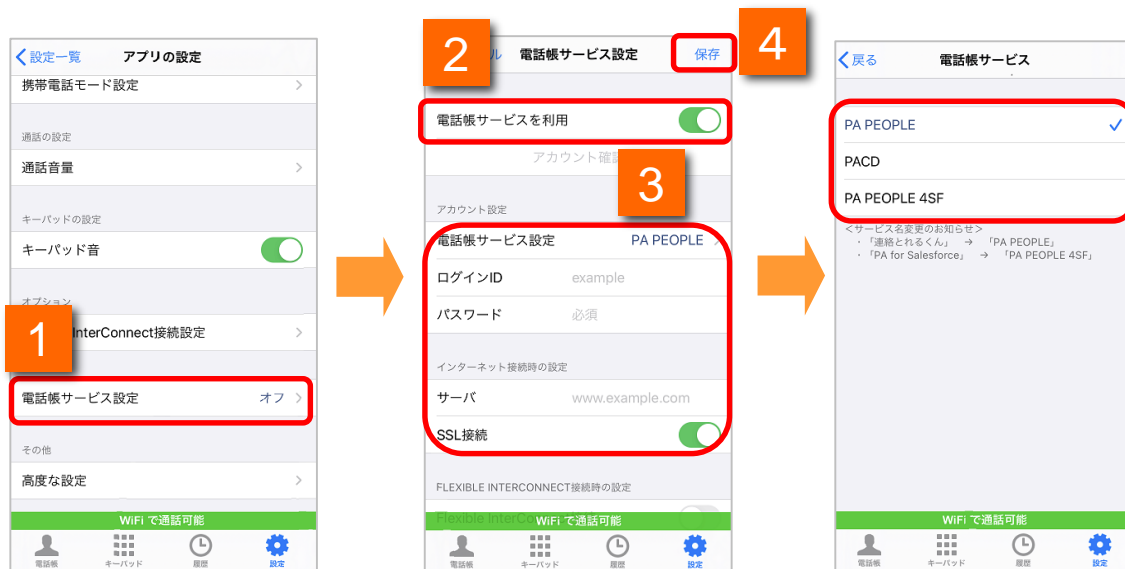 設定一覧 アプリの設定
携帯電話モード設定
通話の設定
通話音量
キーパッドの設定
キーパッド音
オプション
1
InterConnect接続設定
電話帳サービス設定 オフ
その他
高度な設定
WiFi で通話可能
電話帳 キーパッド 履歴 設定
2
ル 電話帳サービス設定 保存
4
電話帳サービスを利用
アカウント確認
3
アカウント設定
電話帳サービス設定 PA PEOPLE
ログインID example
パスワード 必須
インターネット接続時の設定
サーバ www.example.com
SSL接続
FLEXIBLE INTERCONNECT接続時の設定
WiFi で通話可能
電話帳 キーパッド 履歴 設定
戻る 電話帳サービス
PA PEOPLE
PACD
PA PEOPLE 4SF
＜サービス名変更のお知らせ＞
・「連絡とれるくん」 → 「PA PEOPLE」
・「PA for Salesforce」 → 「PA PEOPLE 4SF」
WiFi で通話可能
電話帳 キーパッド 履歴 設定